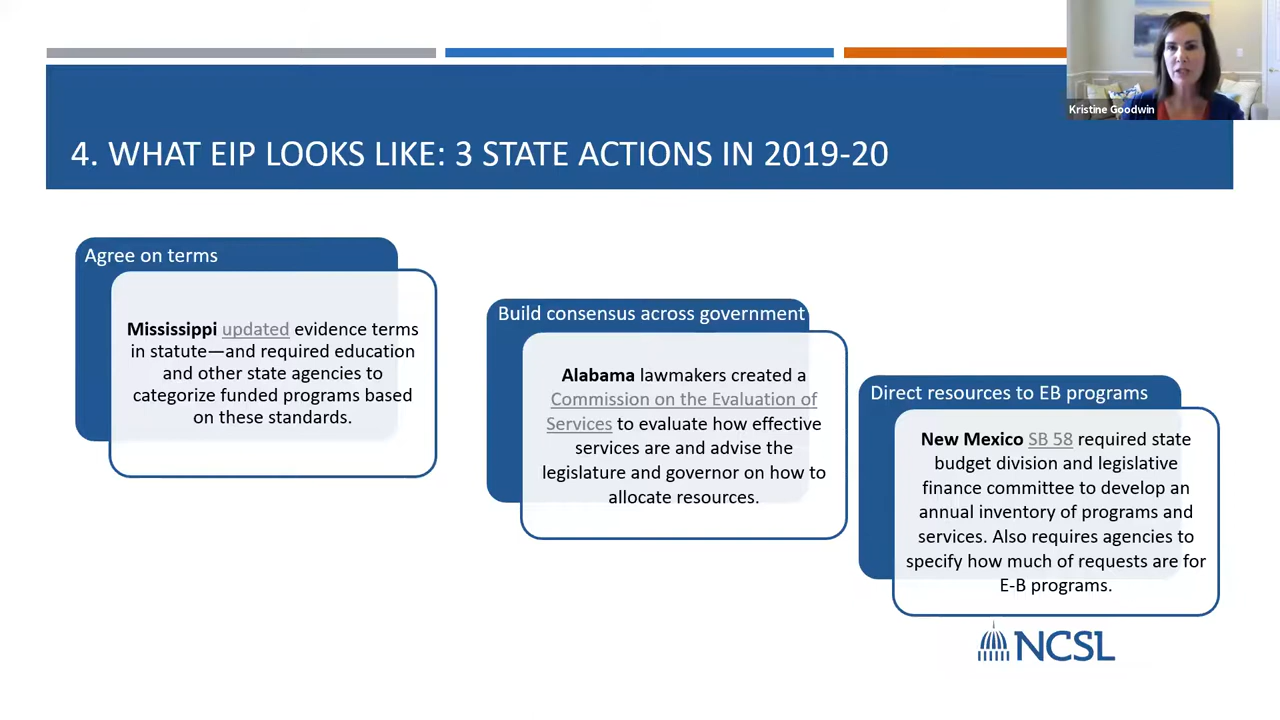 Kristine Goodwin
4. WHAT EIP LOOKS LIKE: 3 STATE ACTIONS IN 2019-20
Agree on terms
Mississippi updated evidence terms
in statute—and required education
and other state agencies to
categorize funded programs based
on these standards.
Build consensus across government
Alabama lawmakers created a
Commission on the Evaluation of
Services to evaluate how effective
services are and advise the
legislature and governor on how to
allocate resources.
Direct resources to EB programs
New Mexico SB 58 required state
budget division and legislative
finance committee to develop an
annual inventory of programs and
services. Also requires agencies to
specify how much of requests are for
E-B programs.
NCSL